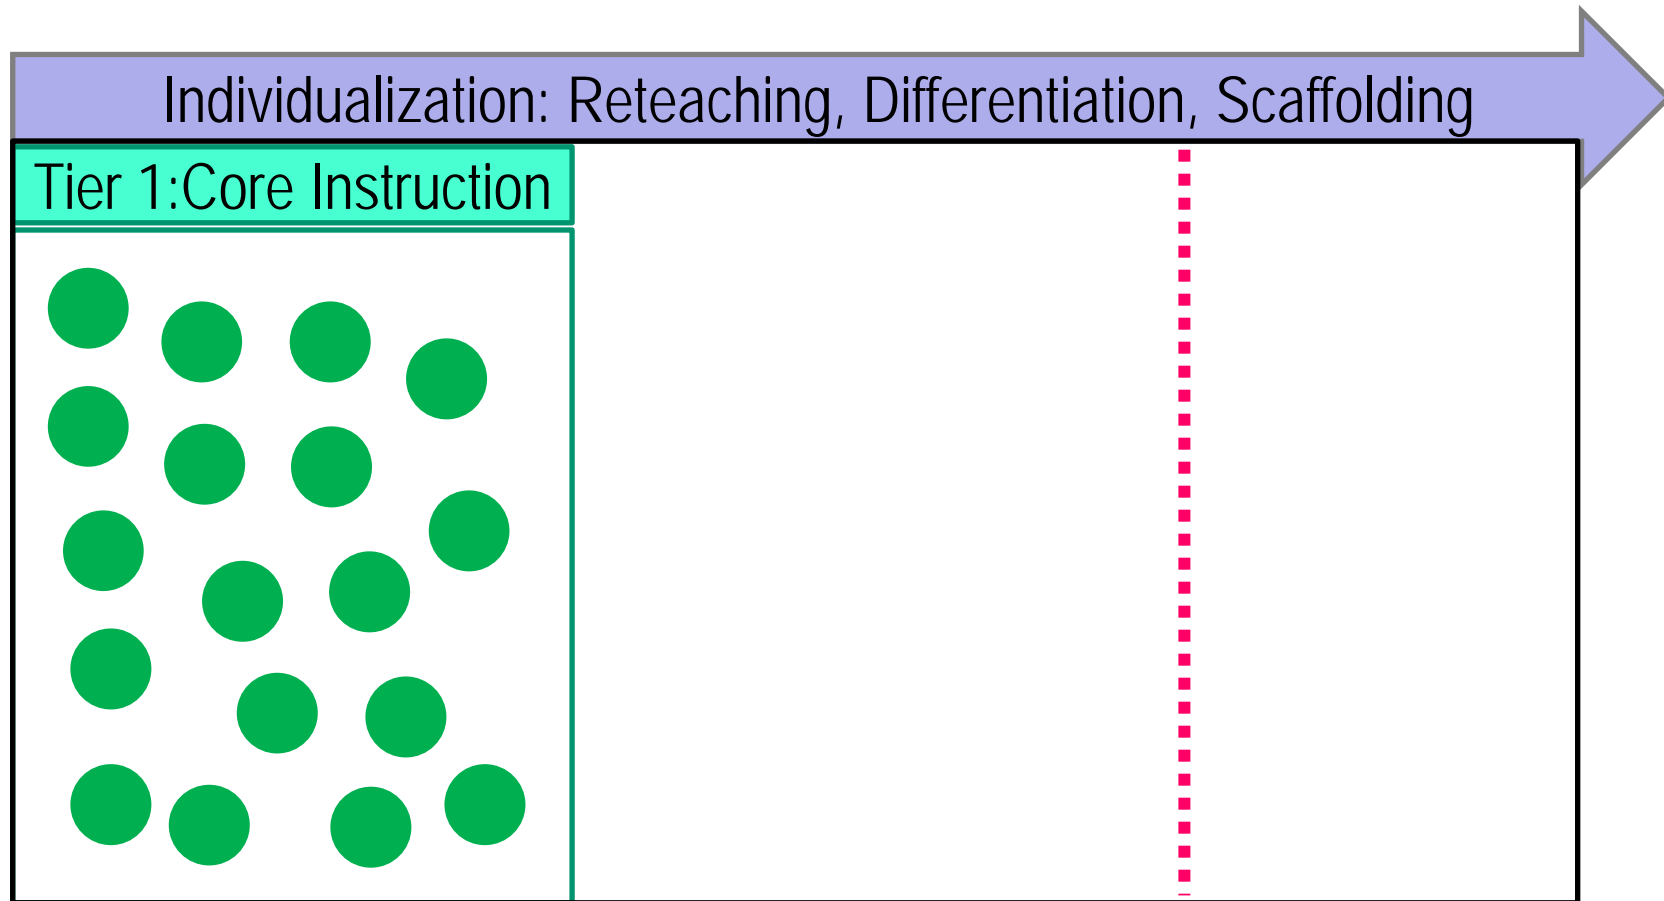 Individualization: Reteaching, Differentiation, Scaffolding
Tier 1:Core Instruction